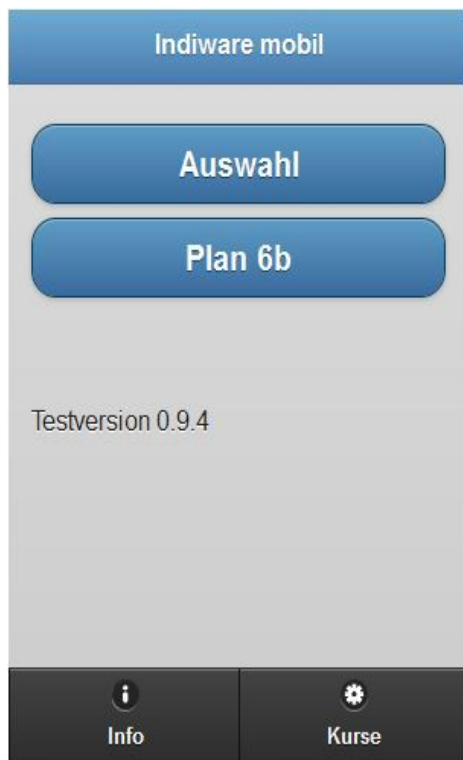 Indiware mobil
Auswahl
Plan 6b
Testversion 0.9.4
Info
Kurse